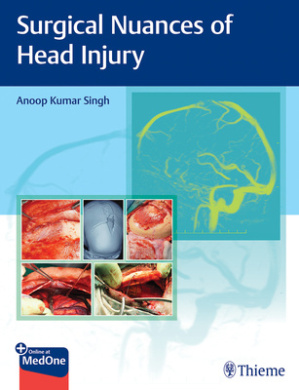 Surgical Nuances of
Head Injury
Anoop Kumar Singh
Online at
MedOne
Thieme